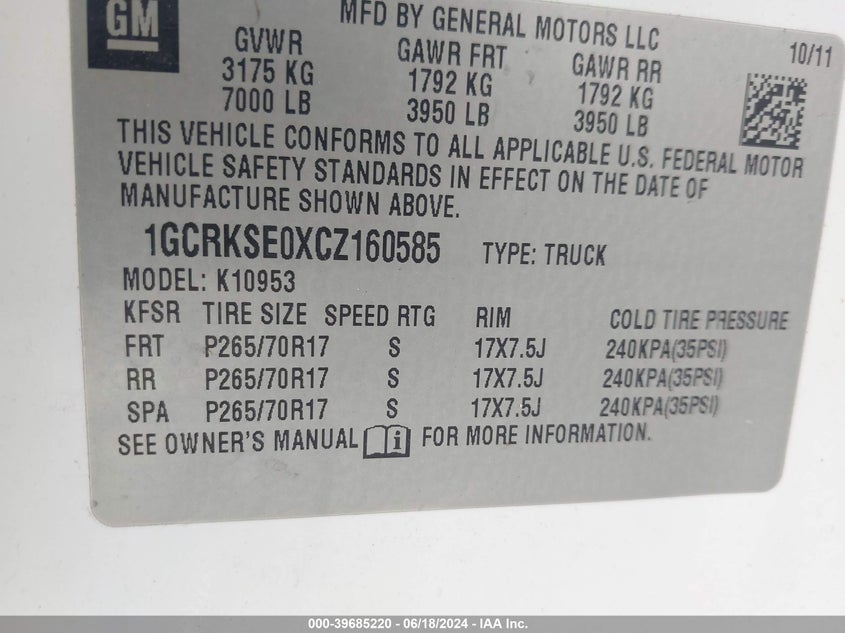 GM
MFD BY GENERAL MOTORS LLC
10/11
GVWR GAWR FRT GAWR RR
3175 KG 1792 KG 1792 KG
7000 LB 3950 LB 3950 LB
THIS VEHICLE CONFORMS TO ALL APPLICABLE U.S. FEDERAL MOTOR
VEHICLE SAFETY STANDARDS IN EFFECT ON THE DATE OF
MANUFACTURE SHOWN ABOVE.
1GCRKSE0XCZ160585 TYPE: TRUCK
MODEL: K10953
KFSR TIRE SIZE SPEED RTG RIM COLD TIRE PRESSURE
FRT P265/70R17 S 17X7.5J 240KPA(35PSI)
RR P265/70R17 S 17X7.5J 240KPA(35PSI)
SPA P265/70R17 S 17X7.5J 240KPA(35PSI)
SEE OWNER'S MANUAL i FOR MORE INFORMATION.
000-39685220 - 06/18/2024 - IAA Inc.